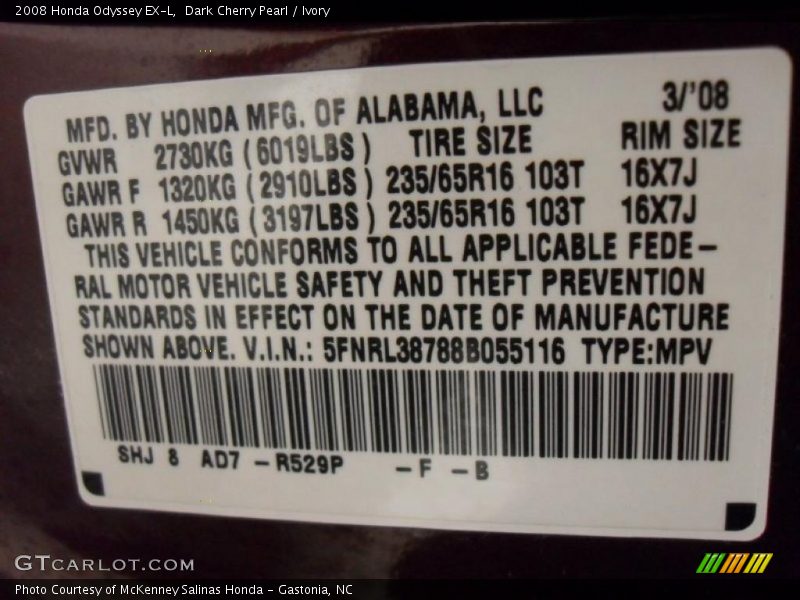 2008 Honda Odyssey EX-L,  Dark Cherry Pearl / Ivory
MFD. BY HONDA MFG. OF ALABAMA, LLC 3/'08
GVWR 2730KG (6019LBS) TIRE SIZE RIM SIZE
GAWR F 1320KG (2910LBS) 235/65R16 103T 16X7J
GAWR R 1450KG (3197LBS) 235/65R16 103T 16X7J
THIS VEHICLE CONFORMS TO ALL APPLICABLE FEDE-
RAL MOTOR VEHICLE SAFETY AND THEFT PREVENTION
STANDARDS IN EFFECT ON THE DATE OF MANUFACTURE
SHOWN ABOVE. V.I.N.: 5FNRL38788B055116 TYPE:MPV
SHJ 8 AD7 -R529P -F -B
GTCARLOT.COM
Photo Courtesy of McKenney Salinas Honda - Gastonia, NC